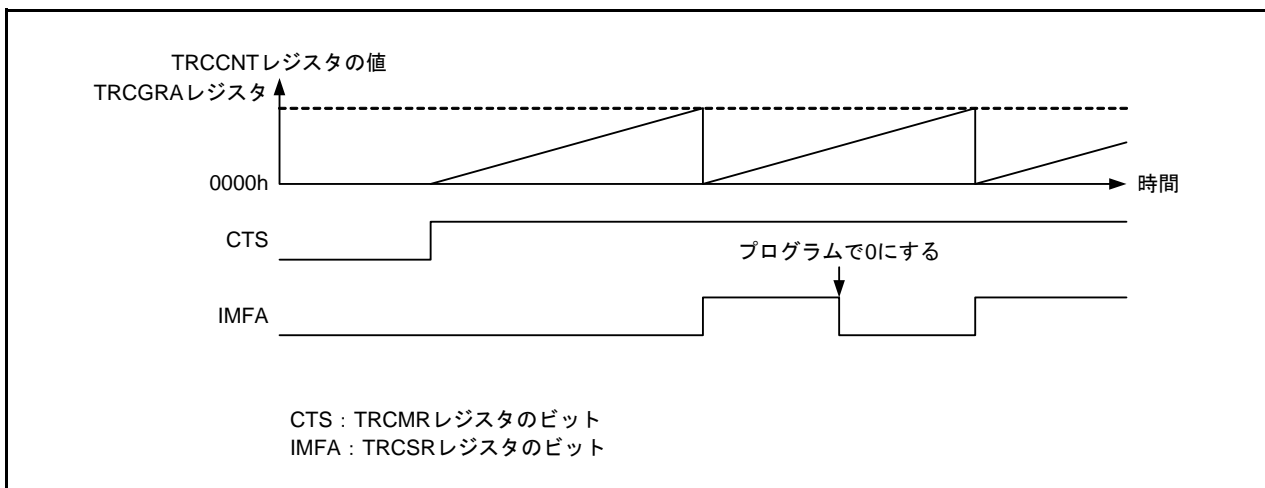 TRCCNTレジスタの値
TRCGRAレジスタ
0000h
時間
CTS
プログラムで0にする
IMFA
CTS：TRCMRレジスタのビット
IMFA：TRCSRレジスタのビット